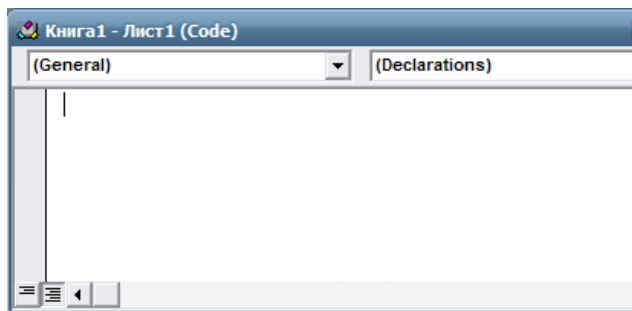 Книга1 - Лист1 (Code)
(General) (Declarations)